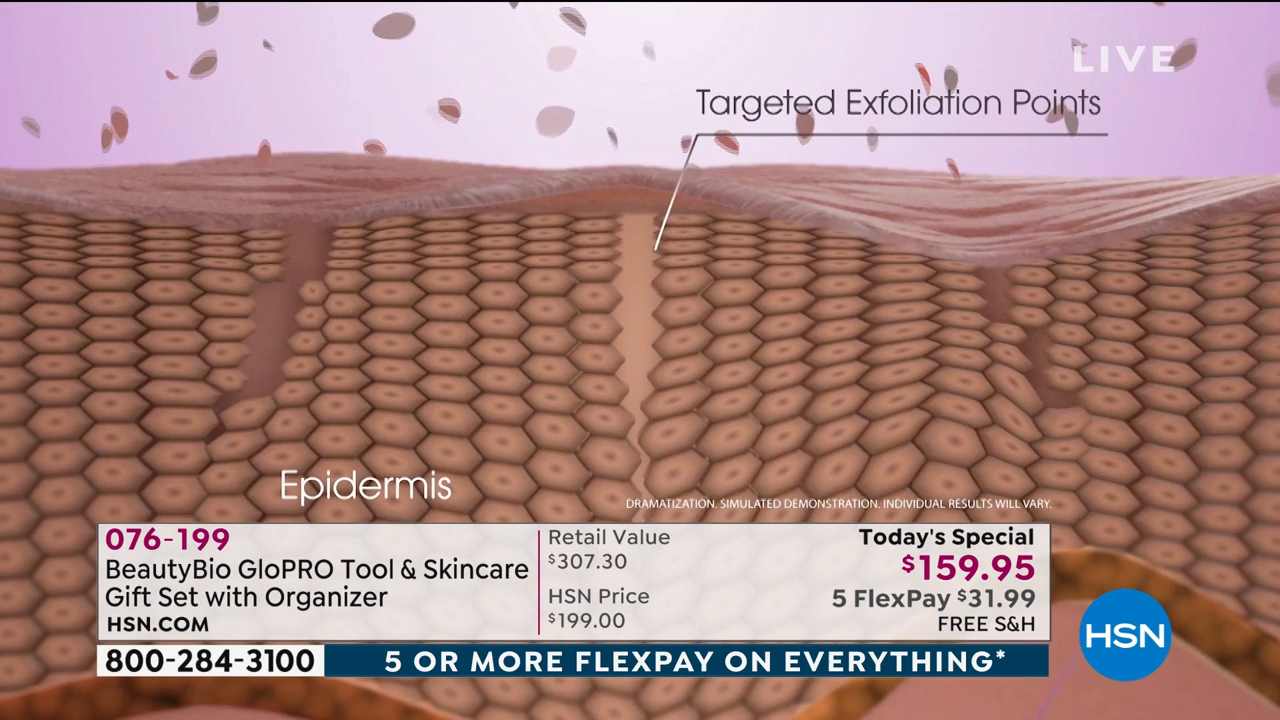 LIVE
Targeted Exfoliation Points
Epidermis
DRAMATIZATION. SIMULATED DEMONSTRATION. INDIVIDUAL RESULTS WILL VARY.
076-199
BeautyBio GloPRO Tool & Skincare
Gift Set with Organizer
HSN.COM
Retail Value
$307.30
HSN Price
$199.00
Today's Special
$159.95
5 FlexPay $31.99
FREE S&H
HSN
800-284-3100
5 OR MORE FLEXPAY ON EVERYTHING*